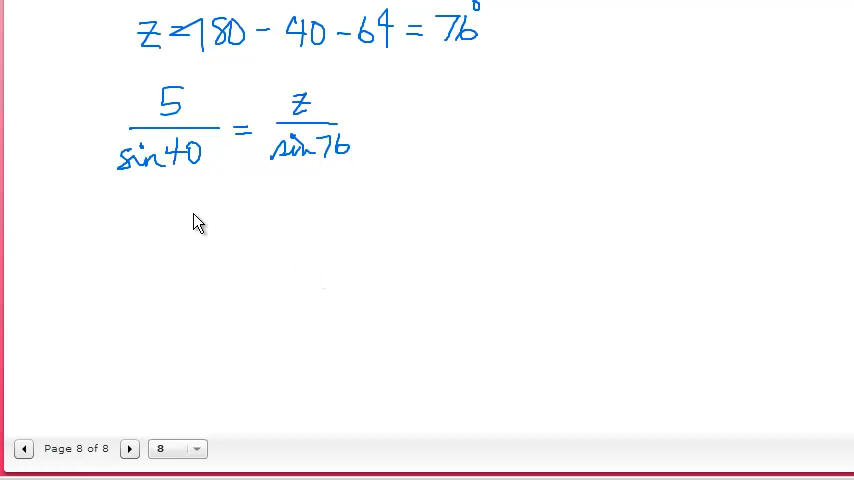 z = 180 - 40 - 64 = 76°
5 / sin 40 = z / sin 76
Page 8 of 8 8